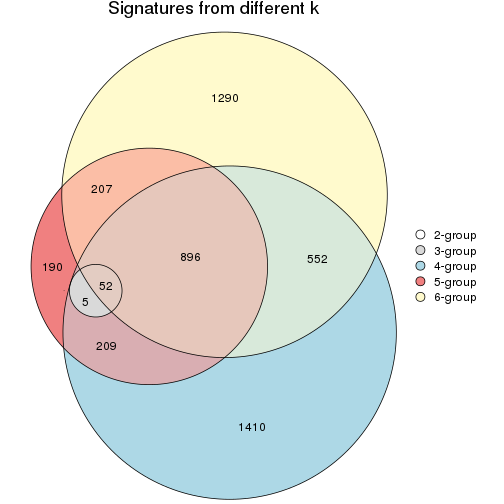 Signatures from different k
1290
207
896
552
190
52
5
209
1410
2-group
3-group
4-group
5-group
6-group